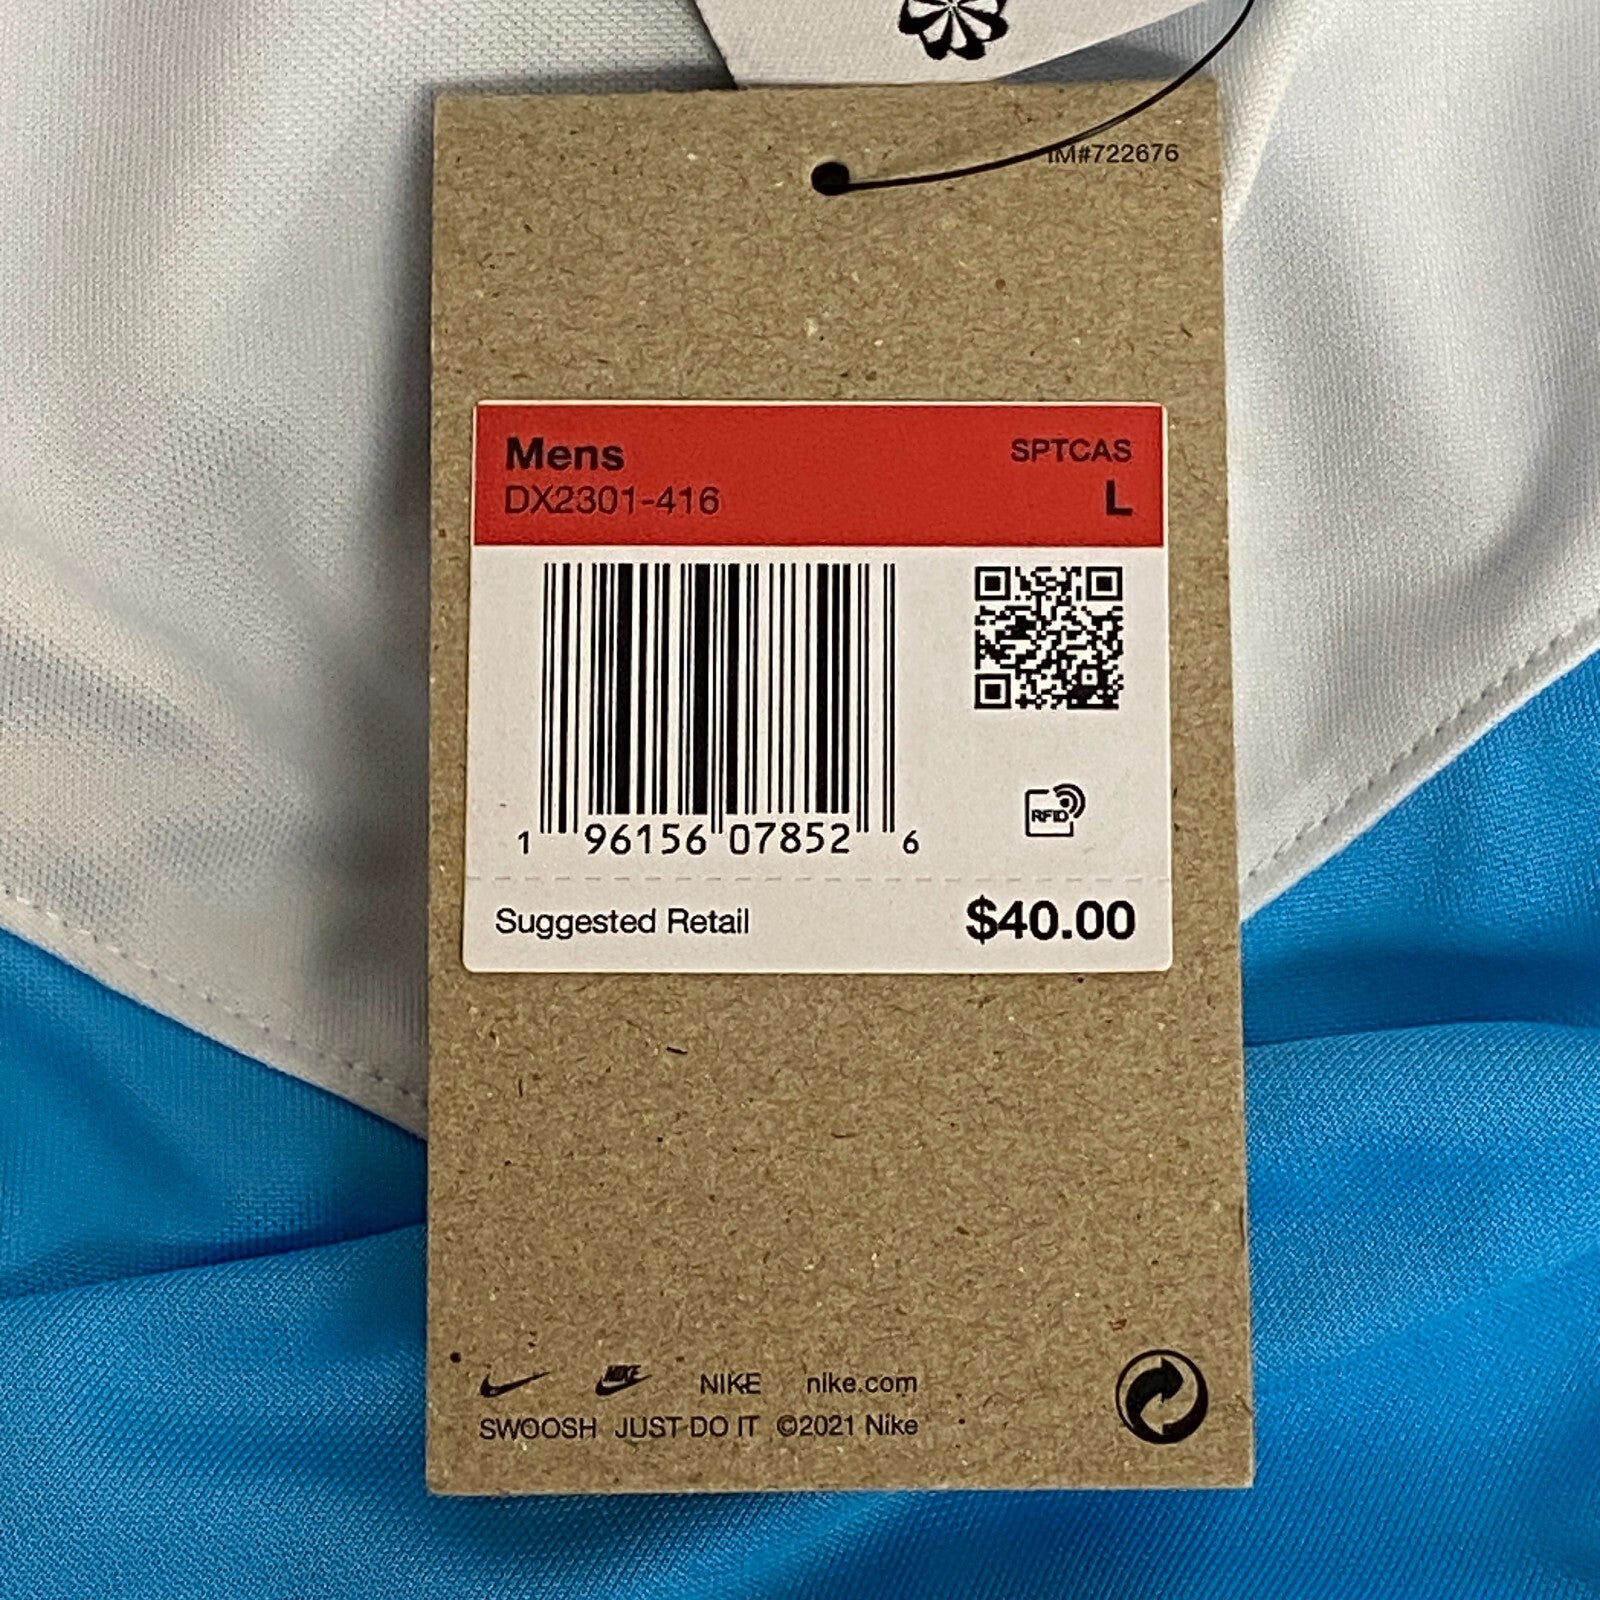 IM#722676
Mens SPTCAS
DX2301-416 L
RFID
1 96156 07852 6
Suggested Retail $40.00
NIKE NIKE nike.com
SWOOSH JUST DO IT ©2021 Nike